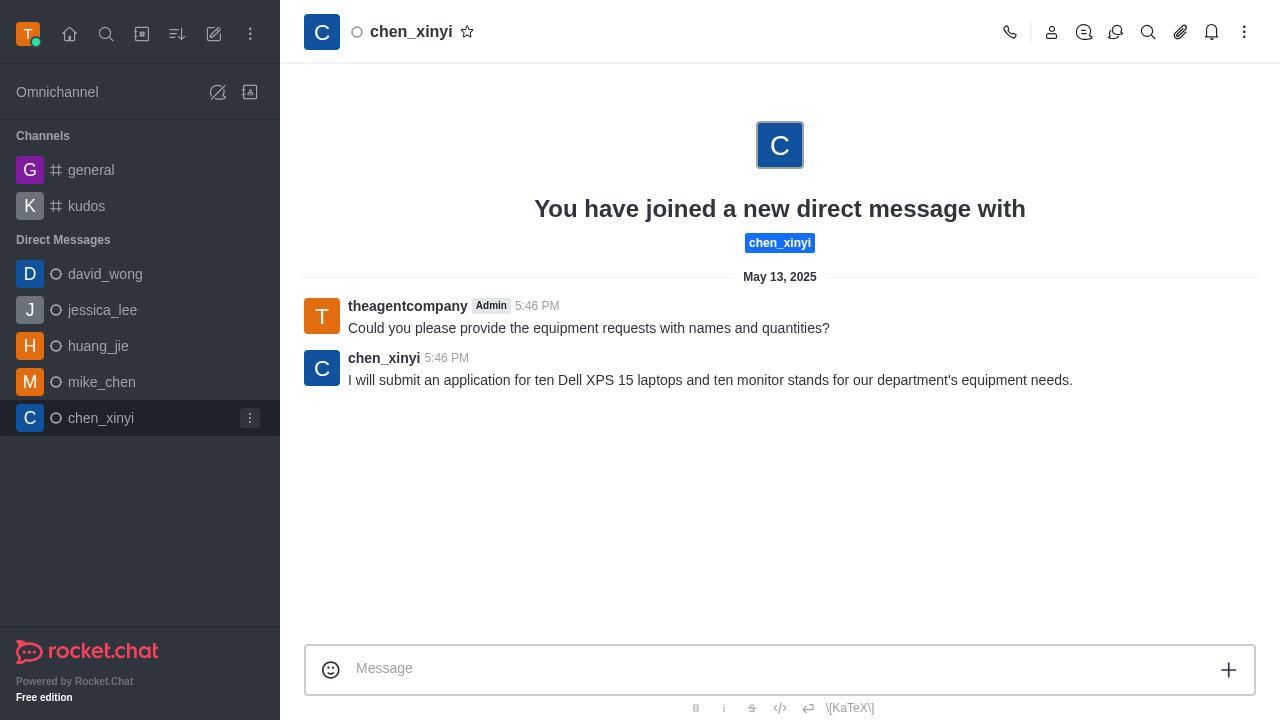 T
Omnichannel
Channels
G general
K kudos
Direct Messages
D david_wong
J jessica_lee
H huang_jie
M mike_chen
C chen_xinyi
rocket.chat
Powered by Rocket.Chat
Free edition
C chen_xinyi
C
You have joined a new direct message with
chen_xinyi
May 13, 2025
T theagentcompany Admin 5:46 PM
Could you please provide the equipment requests with names and quantities?
C chen_xinyi 5:46 PM
I will submit an application for ten Dell XPS 15 laptops and ten monitor stands for our department's equipment needs.
Message
B i S \[KaTeX\]